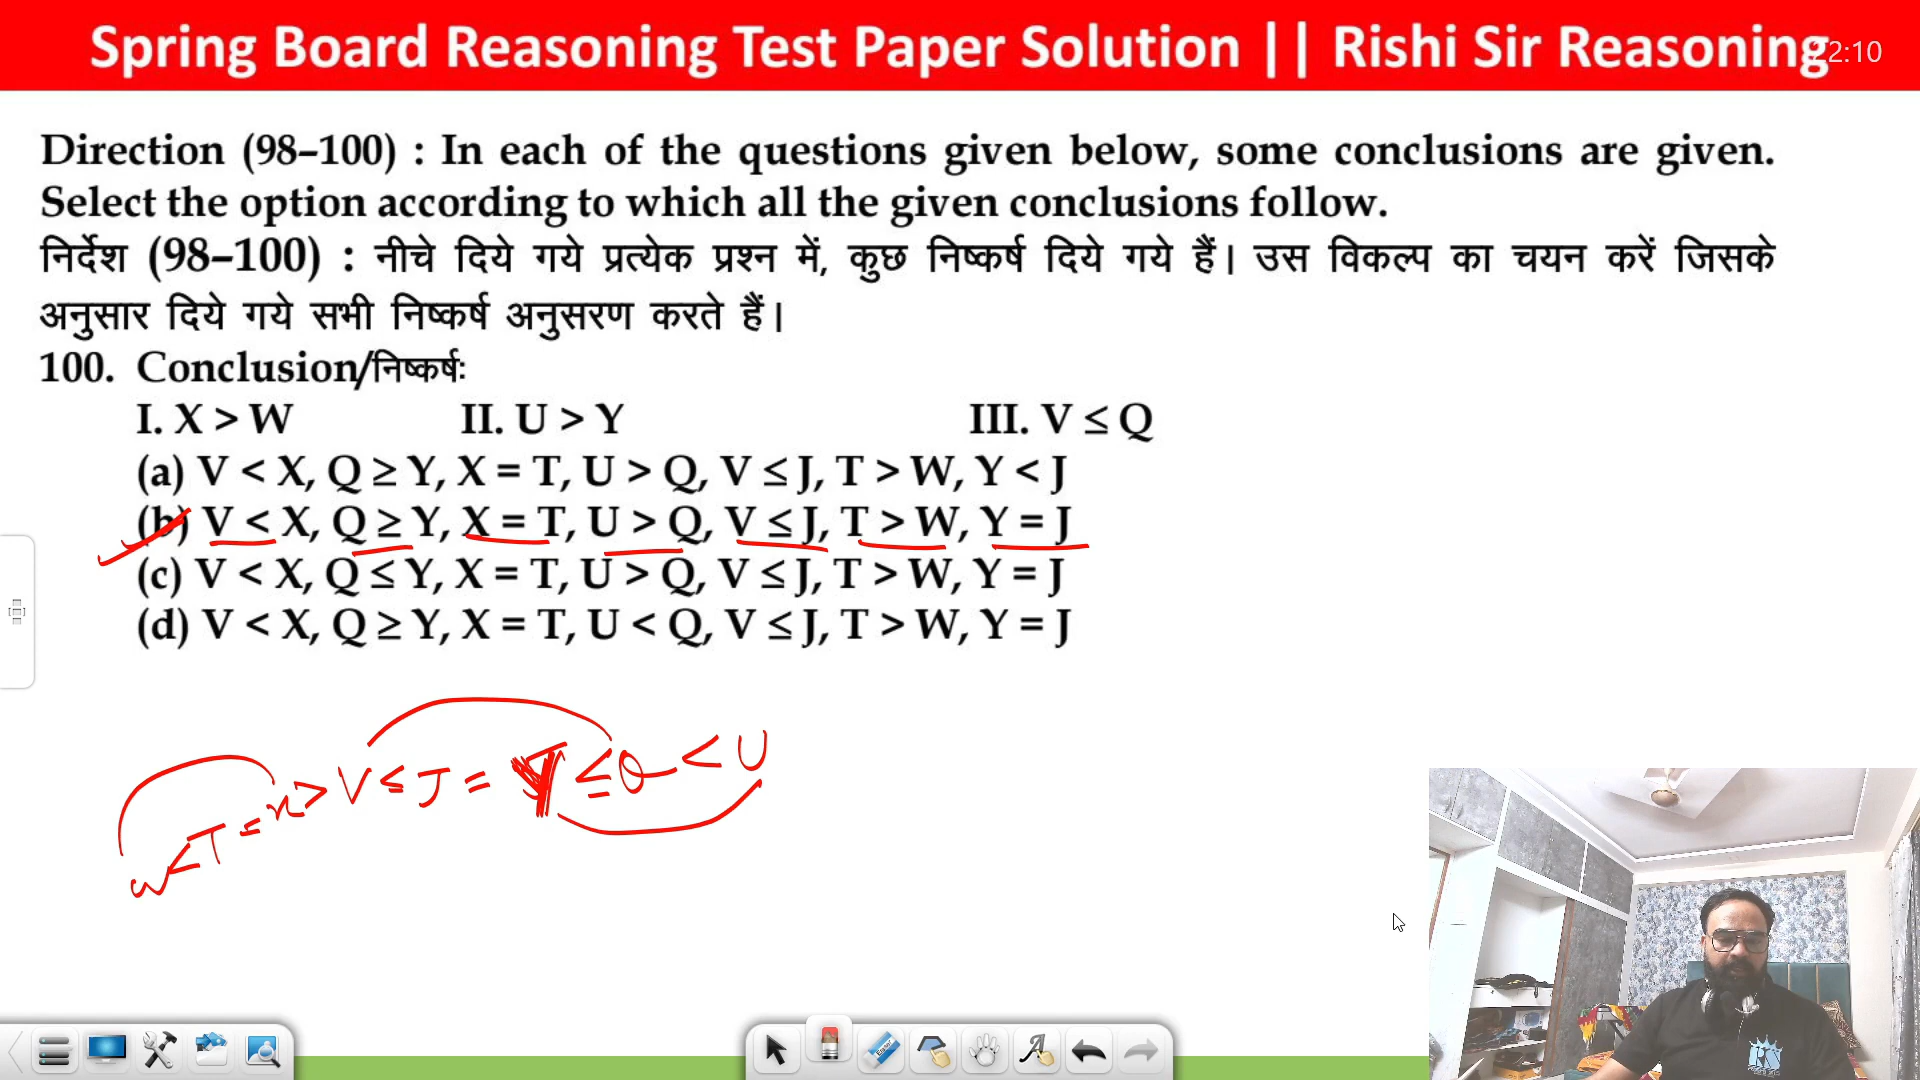 Spring Board Reasoning Test Paper Solution || Rishi Sir Reasoning
2:10
Direction (98–100) : In each of the questions given below, some conclusions are given.
Select the option according to which all the given conclusions follow.
निर्देश (98–100) : नीचे दिये गये प्रत्येक प्रश्न में, कुछ निष्कर्ष दिये गये हैं। उस विकल्प का चयन करें जिसके
अनुसार दिये गये सभी निष्कर्ष अनुसरण करते हैं।
100. Conclusion/निष्कर्षः
I. X > W II. U > Y III. V ≤ Q
(a) V < X, Q ≥ Y, X = T, U > Q, V ≤ J, T > W, Y < J
(b) V < X, Q ≥ Y, X = T, U > Q, V ≤ J, T > W, Y = J
(c) V < X, Q ≤ Y, X = T, U > Q, V ≤ J, T > W, Y = J
(d) V < X, Q ≥ Y, X = T, U < Q, V ≤ J, T > W, Y = J
W < T = x > V ≤ J = Y ≤ Q < U
RS